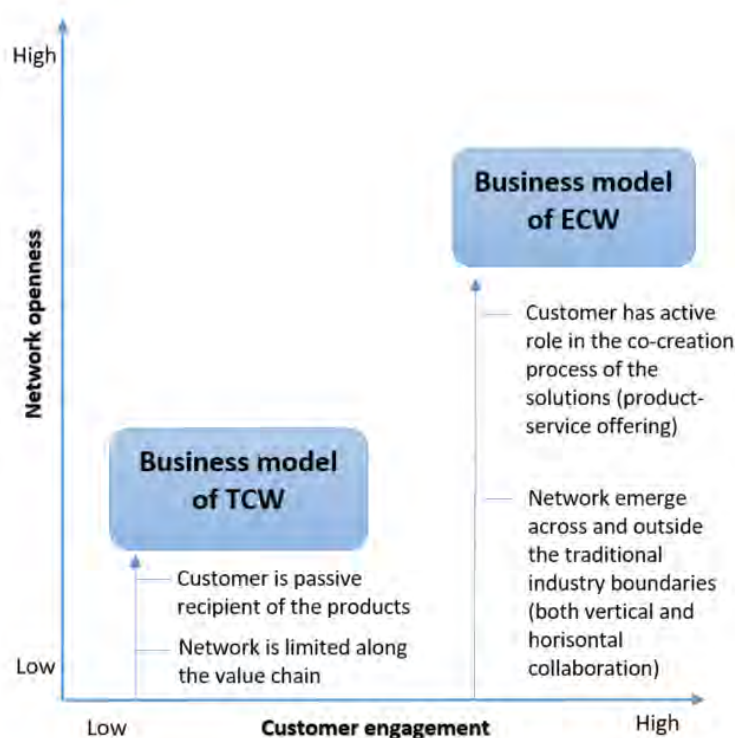 High
Network openness
Business model
of ECW
Customer has active
role in the co-creation
process of the
solutions (product-
service offering)
Business model
of TCW
Network emerge
across and outside
the traditional
industry boundaries
(both vertical and
horisontal
collaboration)
Customer is passive
recipient of the products
Network is limited along
the value chain
Low
Low
Customer engagement
High